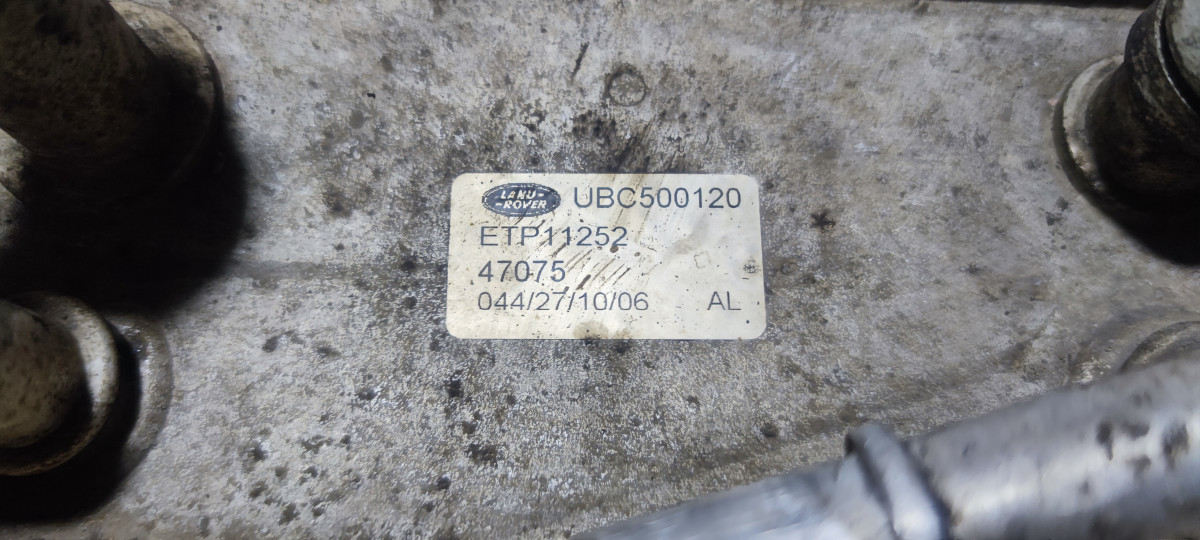 LAND-
-ROVER UBC500120
ETP11252
47075
044/27/10/06 AL